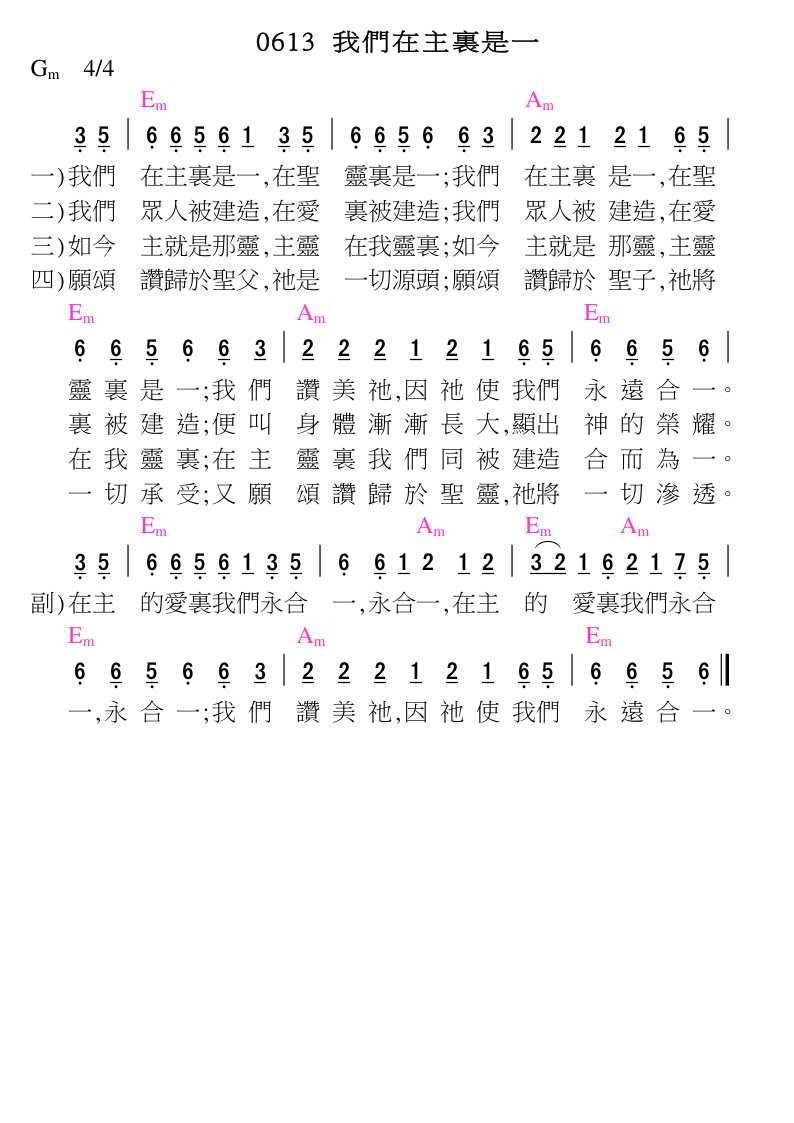 0613 我們在主裏是一
Gm 4/4
Em Am
3 5 | 6 6 5 6 1 3 5 | 6 6 5 6 6 3 | 2 2 1 2 1 6 5 |
一)我們 在主裏是一,在聖 靈裏是一;我們 在主裏 是一,在聖
二)我們 眾人被建造,在愛 裏被建造;我們 眾人被 建造,在愛
三)如今 主就是那靈,主靈 在我靈裏;如今 主就是 那靈,主靈
四)願頌 讚歸於聖父,祂是 一切源頭;願頌 讚歸於 聖子,祂將
Em Am Em
6 6 5 6 6 3 | 2 2 2 1 2 1 6 5 | 6 6 5 6 |
靈裏是一;我們 讚美祂,因祂使我們 永遠合一。
裏被建造;便叫 身體漸漸長大,顯出 神的榮耀。
在我靈裏;在主 靈裏我們同被建造 合而為一。
一切承受;又願 頌讚歸於聖靈,祂將 一切滲透。
Em Am Em Am
3 5 | 6 6 5 6 1 3 5 | 6 6 1 2 1 2 | 3 2 1 6 2 1 7 5 |
副)在主 的愛裏我們永合 一,永合一,在主 的 愛裏我們永合
Em Am Em
6 6 5 6 6 3 | 2 2 2 1 2 1 6 5 | 6 6 5 6 ‖
一,永合一;我們 讚美祂,因祂使我們 永遠合一。